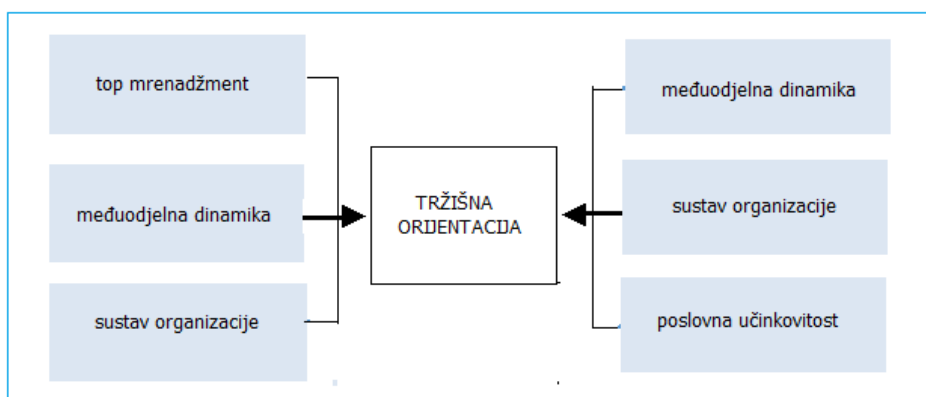 top mrenadžment
međuodjelna dinamika
sustav organizacije
TRŽIŠNA
ORIJENTACIJA
međuodjelna dinamika
sustav organizacije
poslovna učinkovitost